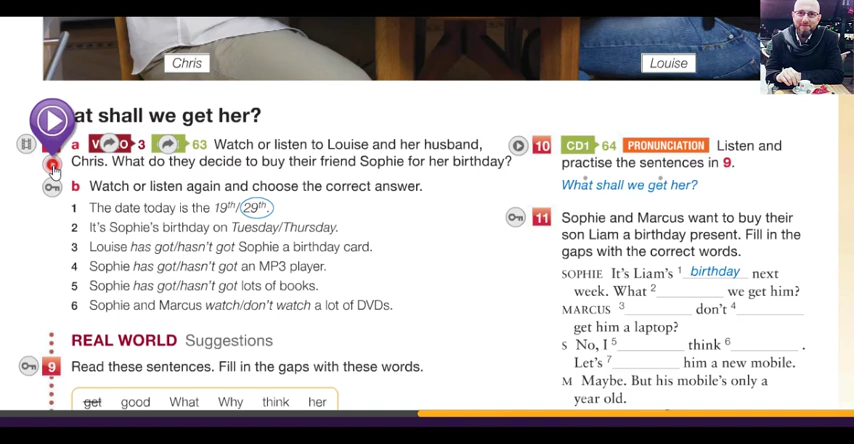 Chris
Louise
at shall we get her?
a V O 3 63 Watch or listen to Louise and her husband,
Chris. What do they decide to buy their friend Sophie for her birthday?
b Watch or listen again and choose the correct answer.
1 The date today is the 19th/29th.
2 It's Sophie's birthday on Tuesday/Thursday.
3 Louise has got/hasn't got Sophie a birthday card.
4 Sophie has got/hasn't got an MP3 player.
5 Sophie has got/hasn't got lots of books.
6 Sophie and Marcus watch/don't watch a lot of DVDs.
REAL WORLD Suggestions
9 Read these sentences. Fill in the gaps with these words.
get good What Why think her
10 CD1 64 PRONUNCIATION Listen and
practise the sentences in 9.
What shall we get her?
11 Sophie and Marcus want to buy their
son Liam a birthday present. Fill in the
gaps with the correct words.
SOPHIE It's Liam's 1 birthday next
week. What 2 ________ we get him?
MARCUS 3 ________ don't 4 ________
get him a laptop?
S No, I 5 ________ think 6 ________ .
Let's 7 ________ him a new mobile.
M Maybe. But his mobile's only a
year old.